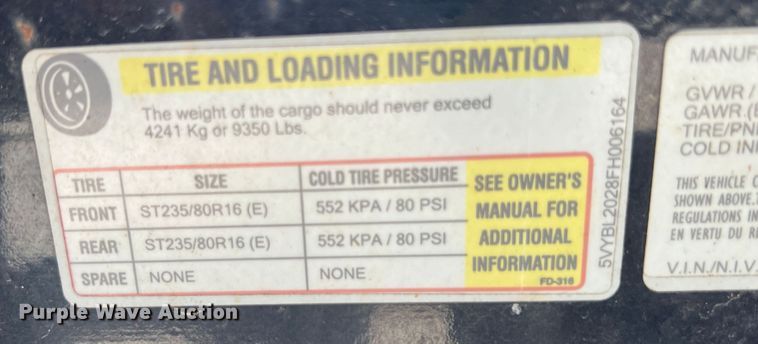 TIRE AND LOADING INFORMATION
The weight of the cargo should never exceed
4241 Kg or 9350 Lbs.
TIRE SIZE COLD TIRE PRESSURE
FRONT ST235/80R16 (E) 552 KPA / 80 PSI
REAR ST235/80R16 (E) 552 KPA / 80 PSI
SPARE NONE NONE
SEE OWNER'S
MANUAL FOR
ADDITIONAL
INFORMATION
FD-316
5VYBL2028FH006164
MANUF
GVWR /
GAWR.(E
TIRE/PN
COLD IN
THIS VEHICLE
SHOWN ABOVE,
REGULATIONS IN
EN VERTU DU
V.I.N./N.I.V.
Purple Wave Auction